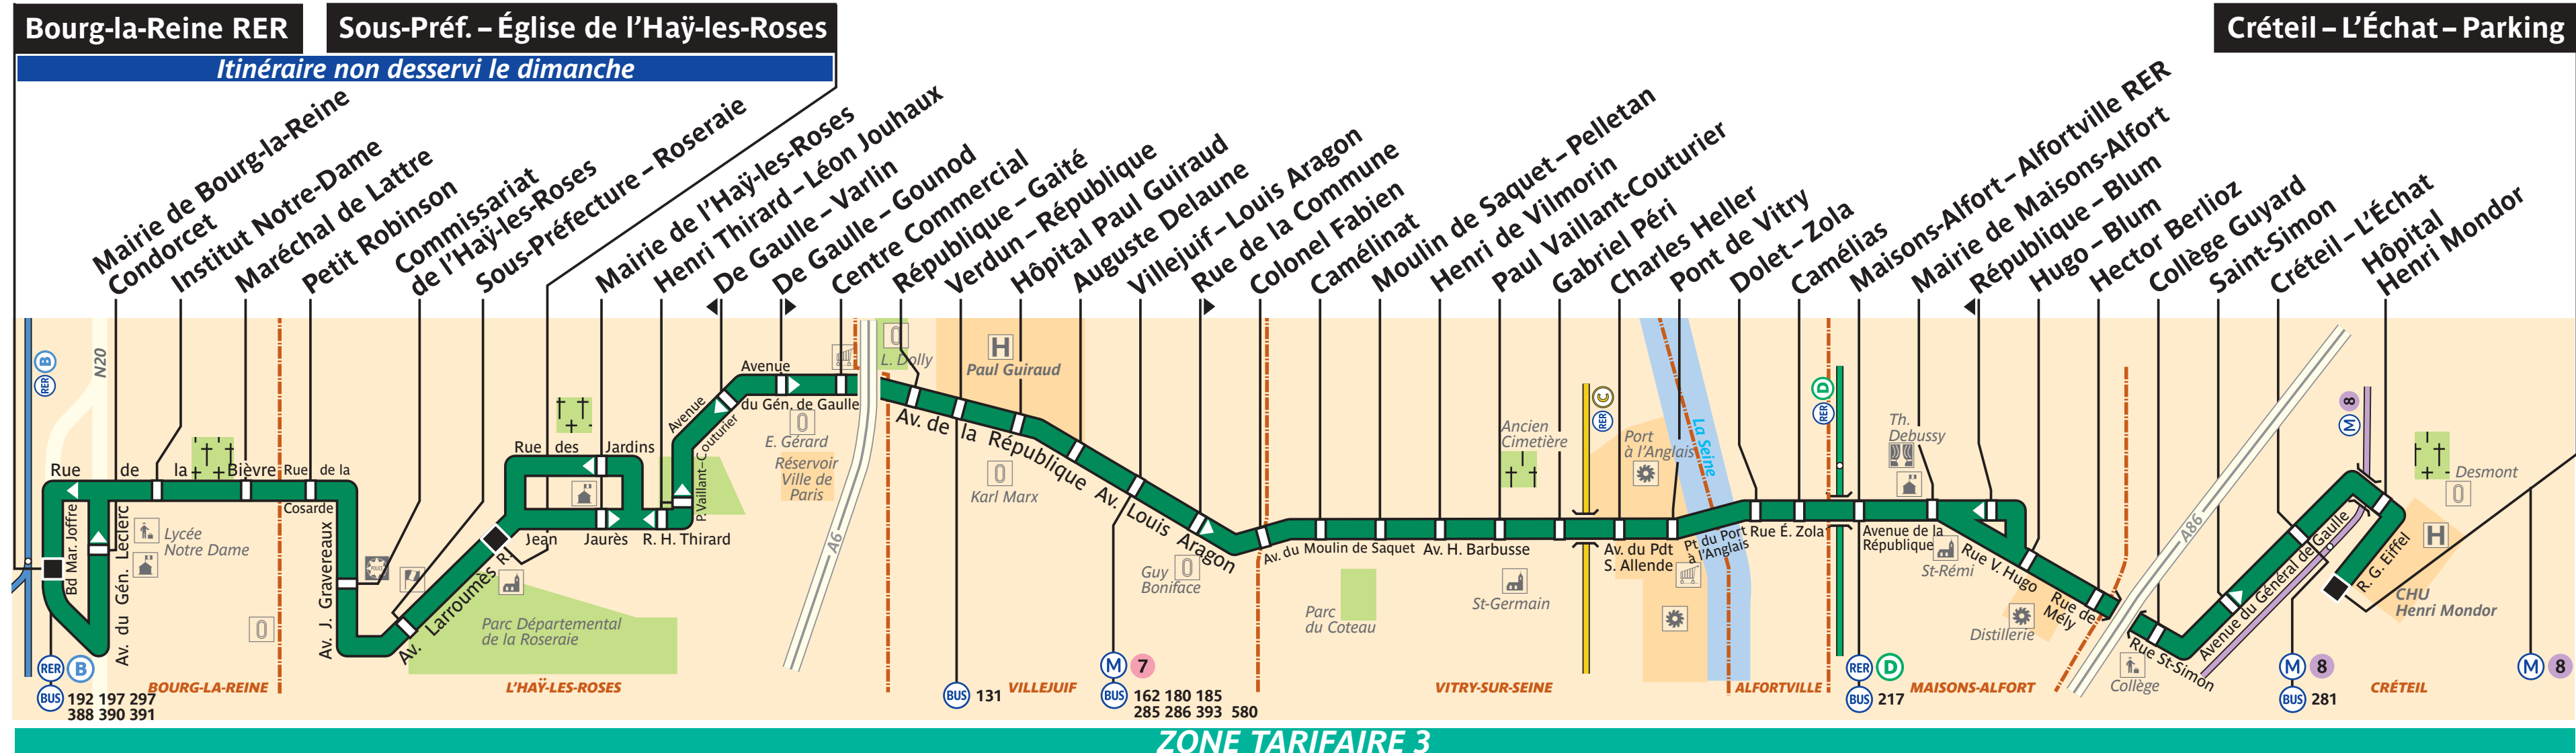 Bourg-la-Reine RER
Sous-Préf. – Église de l'Haÿ-les-Roses
Créteil – L'Échat – Parking
Itinéraire non desservi le dimanche
Mairie de Bourg-la-Reine
Condorcet
Institut Notre-Dame
Maréchal de Lattre
Petit Robinson
Commissariat
de l'Haÿ-les-Roses
Sous-Préfecture – Roseraie
Mairie de l'Haÿ-les-Roses
Henri Thirard – Léon Jouhaux
De Gaulle – Varlin
De Gaulle – Gounod
Centre Commercial
République – Gaité
Verdun – République
Hôpital Paul Guiraud
Auguste Delaune
Villejuif – Louis Aragon
Rue de la Commune
Colonel Fabien
Camélinat
Moulin de Saquet – Pelletan
Henri de Vilmorin
Paul Vaillant-Couturier
Gabriel Péri
Charles Heller
Pont de Vitry
Dolet – Zola
Camélias
Maisons-Alfort – Alfortville RER
Mairie de Maisons-Alfort
République – Blum
Hugo – Blum
Hector Berlioz
Collège Guyard
Saint-Simon
Créteil – L'Échat
Hôpital
Henri Mondor
RER B
N20
Rue de la Bièvre
Rue de la
Cosarde
Bd Mar. Joffre
Av. du Gén. Leclerc
Lycée
Notre Dame
Av. J. Gravereaux
POLICE
Av. Larroumès R.
Rue des Jardins
Jean Jaurès
R. H. Thirard
Parc Départemental
de la Roseraie
Avenue
P. Vaillant–Couturier
Avenue
du Gén. de Gaulle
E. Gérard
Réservoir
Ville de
Paris
A6
L. Dolly
H
Paul Guiraud
Av. de la République
Karl Marx
Av. Louis Aragon
Guy
Boniface
Av. du Moulin de Saquet
Parc
du Coteau
Av. H. Barbusse
Ancien
Cimetière
St-Germain
RER C
Port
à l'Anglais
La Seine
Av. du Pdt
S. Allende
Pt du Port
à l'Anglais
Rue É. Zola
RER D
Th.
Debussy
Avenue de la
République
St-Rémi
Rue V. Hugo
Distillerie
Rue de
Mély
A86
Rue St-Simon
Collège
Avenue du Général de Gaulle
M 8
R. G. Eiffel
Desmont
H
CHU
Henri Mondor
RER B
BUS 192 197 297
388 390 391
BOURG-LA-REINE
L'HAŸ-LES-ROSES
BUS 131
VILLEJUIF
M 7
BUS 162 180 185
285 286 393 580
VITRY-SUR-SEINE
ALFORTVILLE
RER D
BUS 217
MAISONS-ALFORT
M 8
BUS 281
CRÉTEIL
M 8
ZONE TARIFAIRE 3